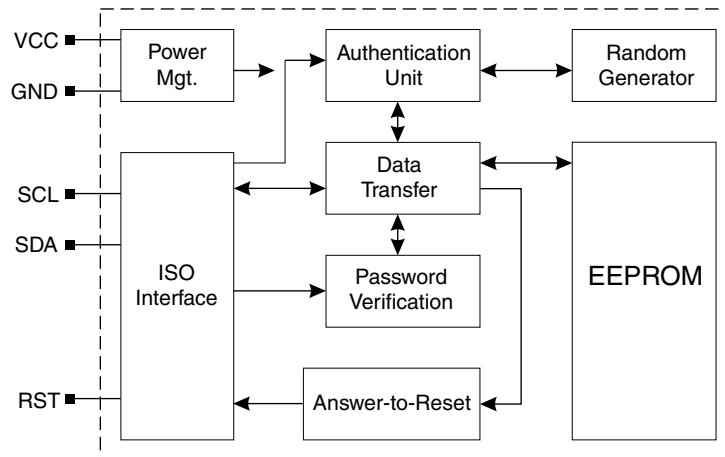 VCC
GND
SCL
SDA
RST
Power
Mgt.
Authentication
Unit
Random
Generator
Data
Transfer
ISO
Interface
Password
Verification
EEPROM
Answer-to-Reset